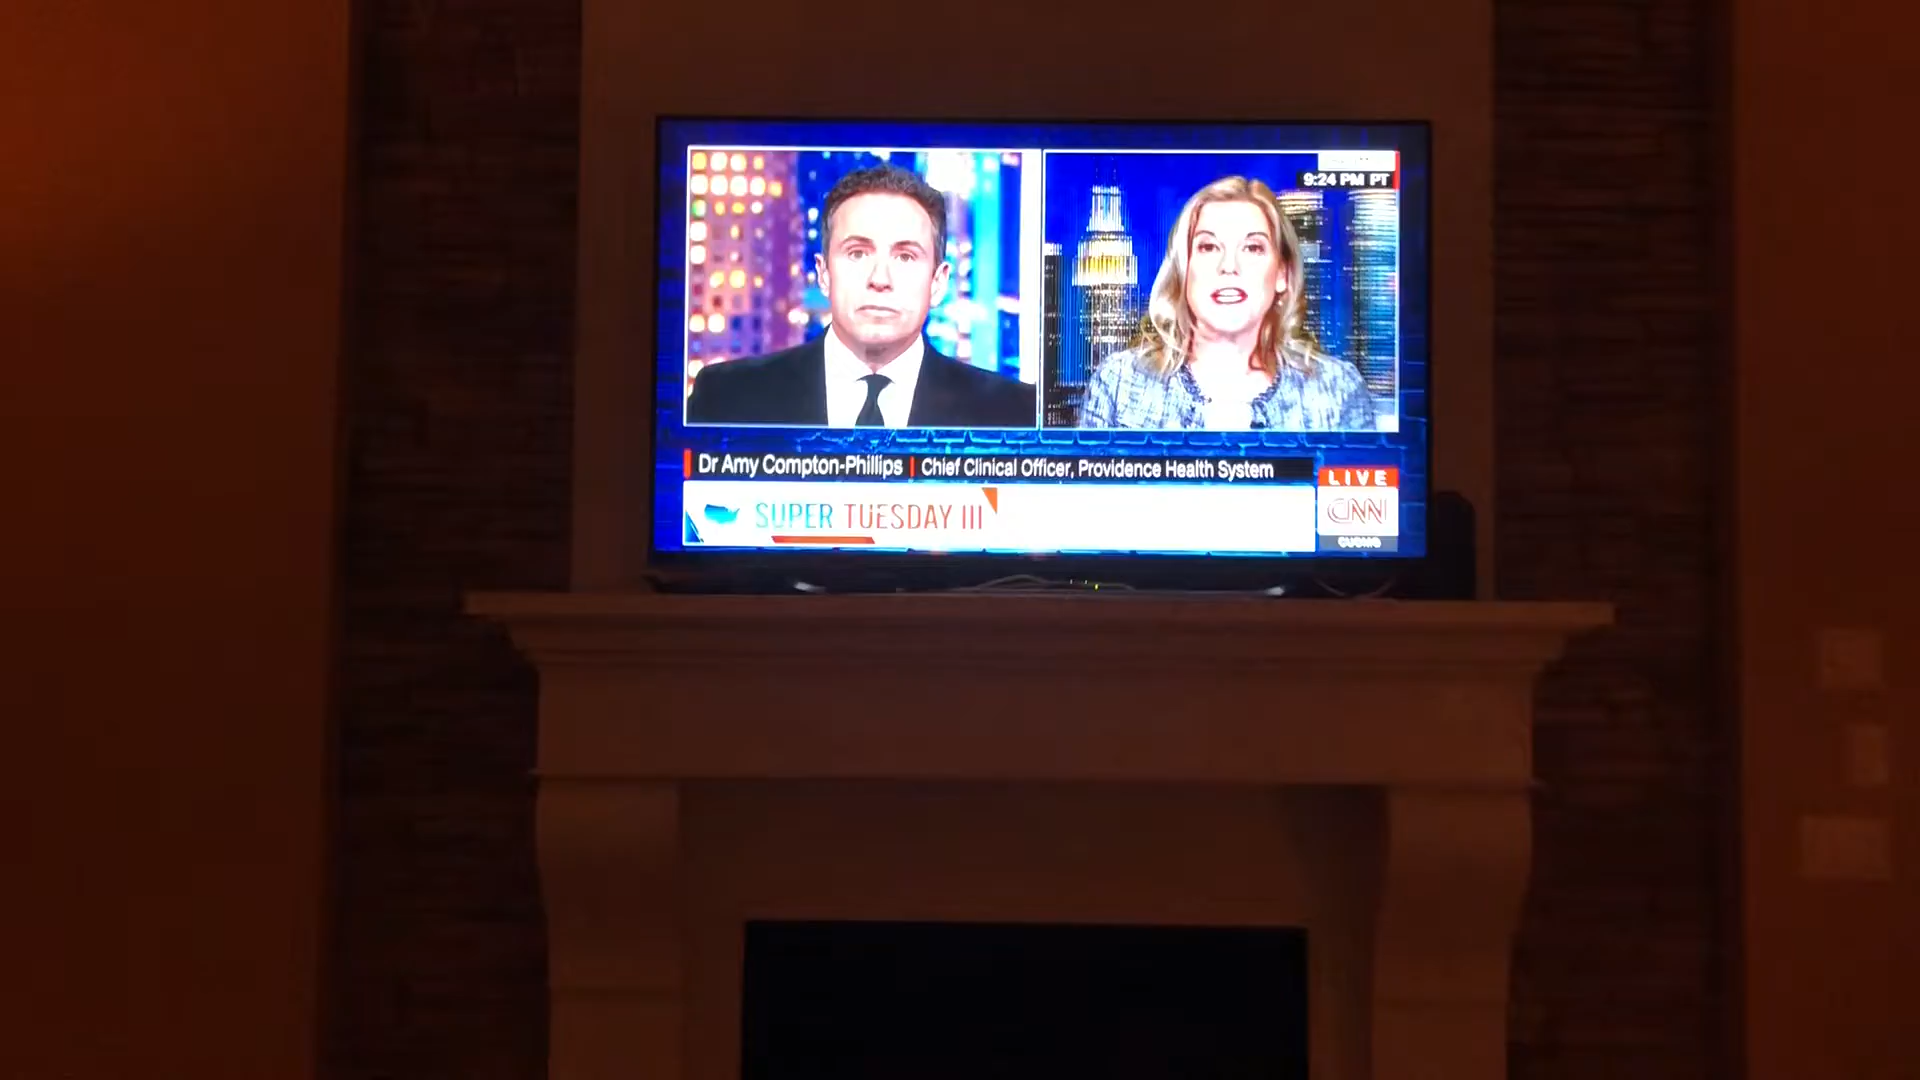 9:24 PM PT
Dr Amy Compton-Phillips | Chief Clinical Officer, Providence Health System
LIVE
SUPER TUESDAY III
CNN
CUOMO